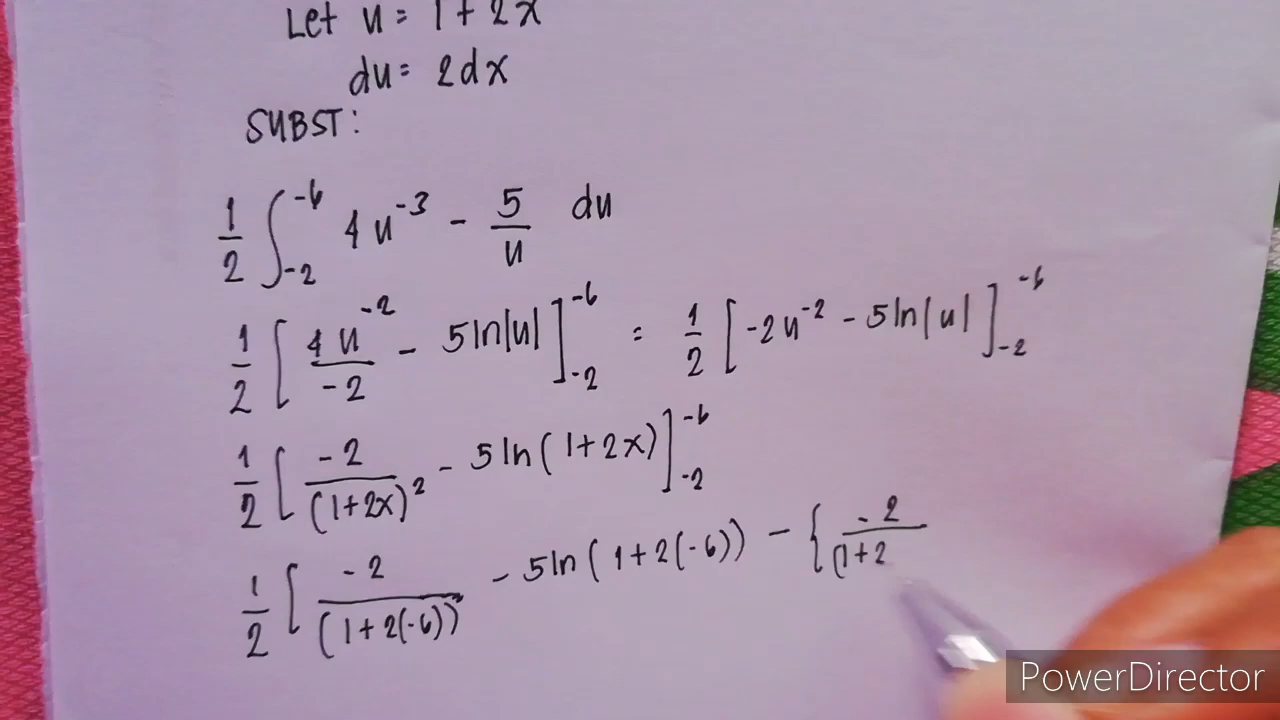 Let u = 1 + 2x
du = 2dx
SUBST:
1/2 ∫_{-2}^{-6} 4u^{-3} - 5/u du
1/2 [ 4u^{-2}/-2 - 5ln|u| ]_{-2}^{-6} = 1/2 [ -2u^{-2} - 5ln|u| ]_{-2}^{-6}
1/2 [ -2/(1+2x)^2 - 5ln(1+2x) ]_{-2}^{-6}
1/2 [ -2/(1+2(-6))^2 - 5ln(1+2(-6)) - { -2/(1+2
PowerDirector